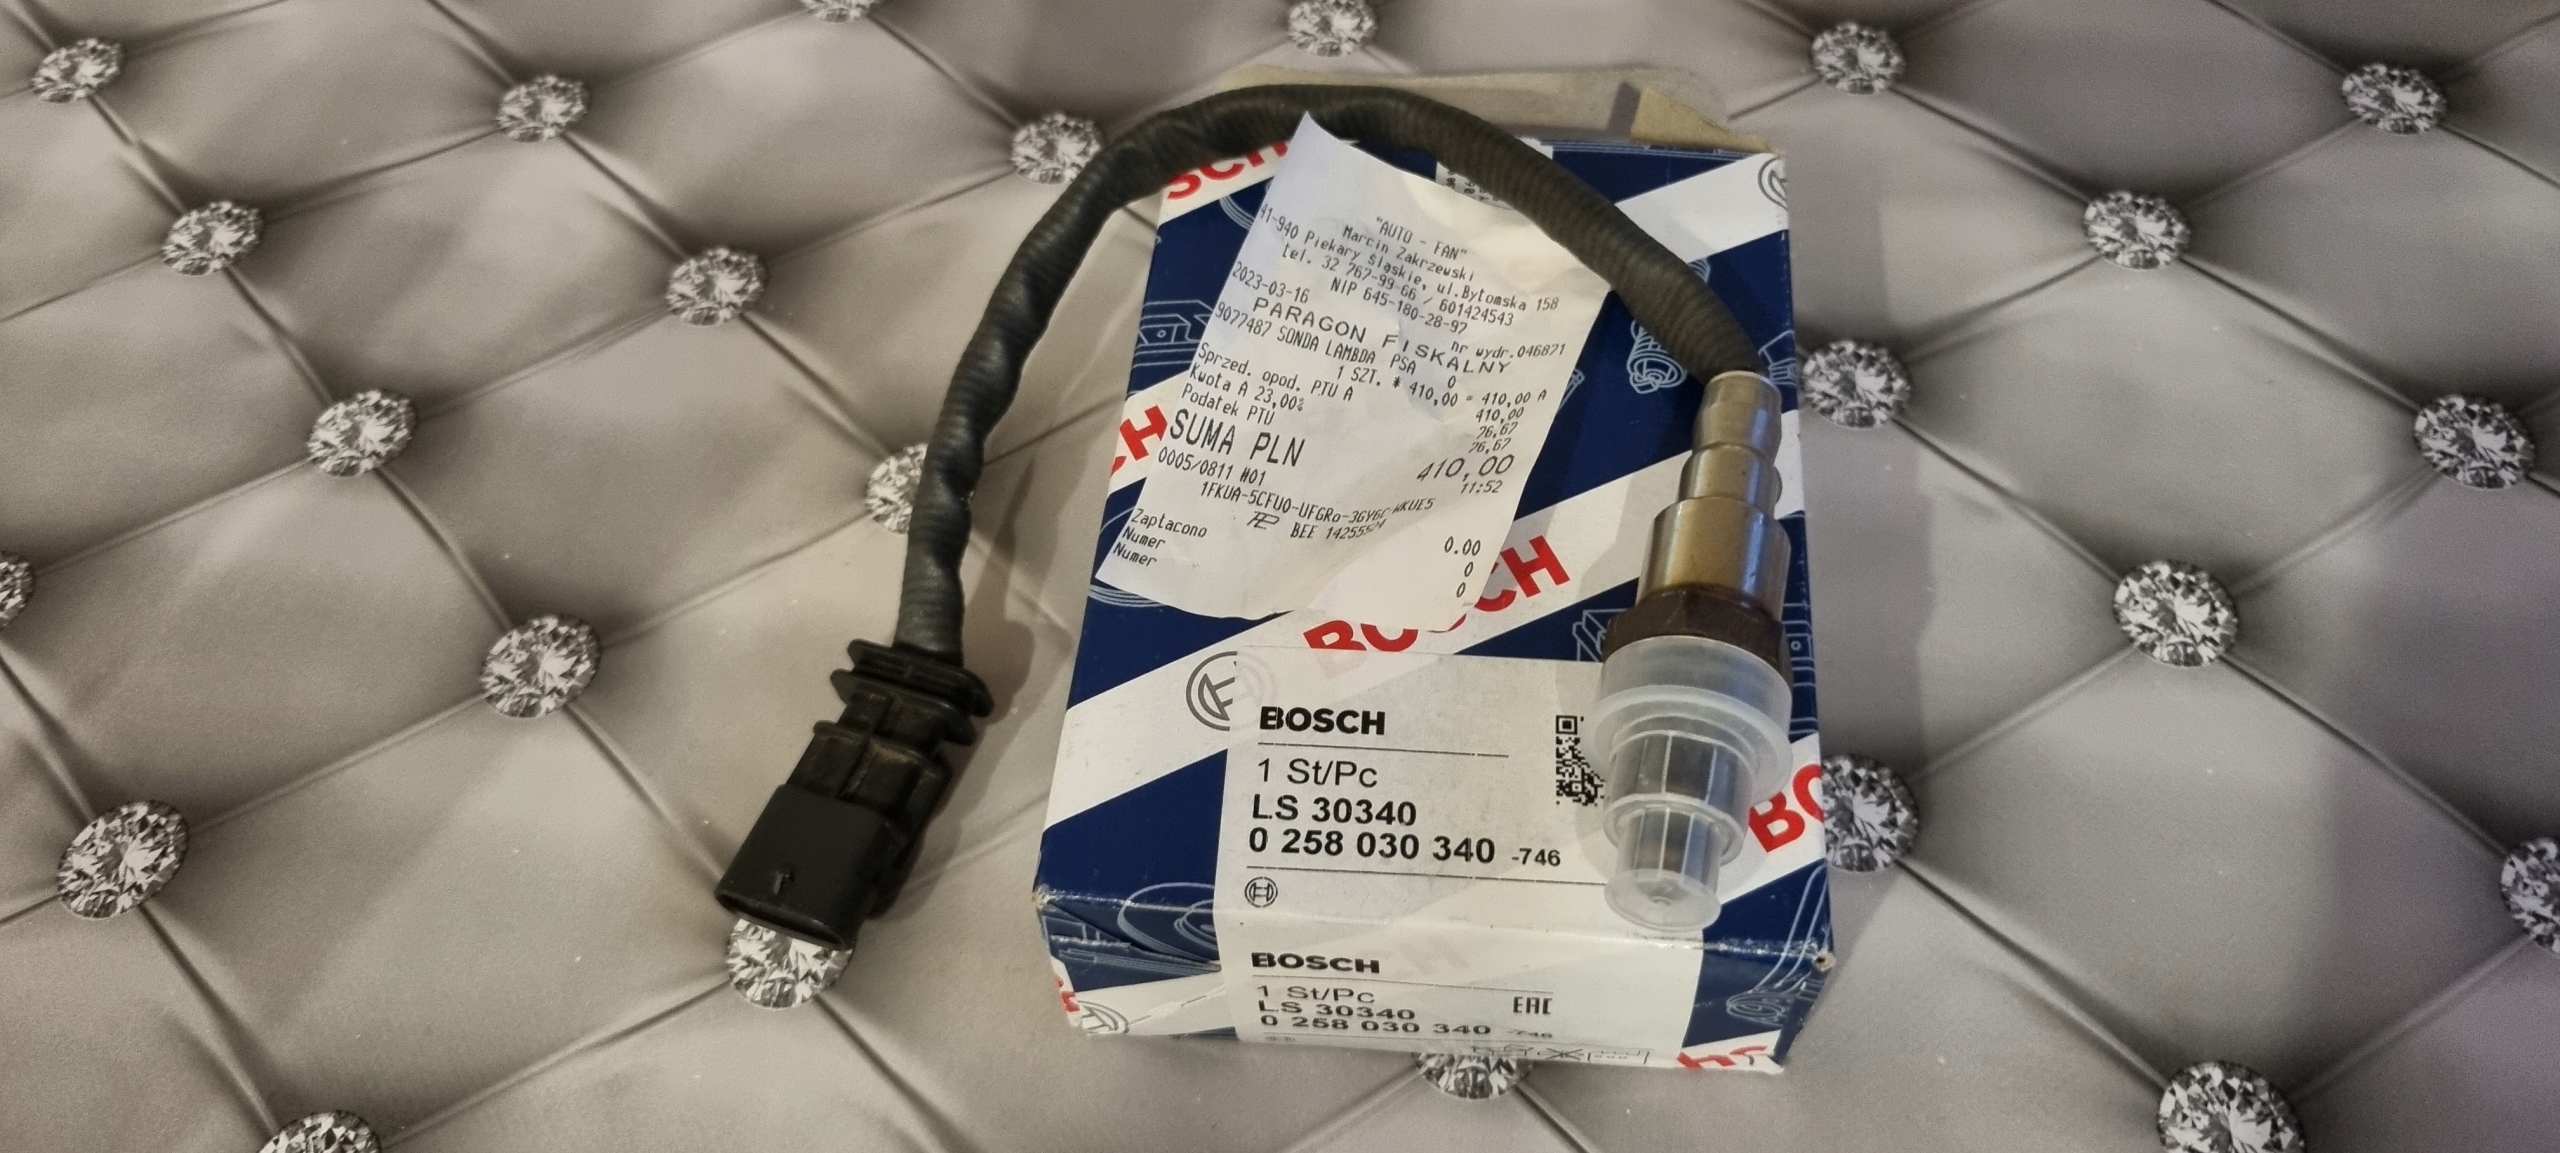 "AUTO - FAN"
Marcin Zakrzewski
41-940 Piekary Śląskie, ul.Bytomska 158
tel. 32 767-99-66 / 601424543
NIP 645-180-28-97
2023-03-16 nr wydr.046871
PARAGON FISKALNY
9077487 SONDA LAMBDA PSA 0
1 SZT. * 410,00 = 410,00 A
Sprzed. opod. PTU A 410,00
Kwota A 23,00% 76,67
Podatek PTU 76,67
SUMA PLN 410,00
0005/0811 #01 11:52
BEE
Zapłacono 0.00
Numer 0
Numer 0
BOSCH
BOSCH
1 St/Pc
LS 30340
0 258 030 340 -746
BOSCH
1 St/Pc
EAC
LS 30340
0 258 030 340 -746